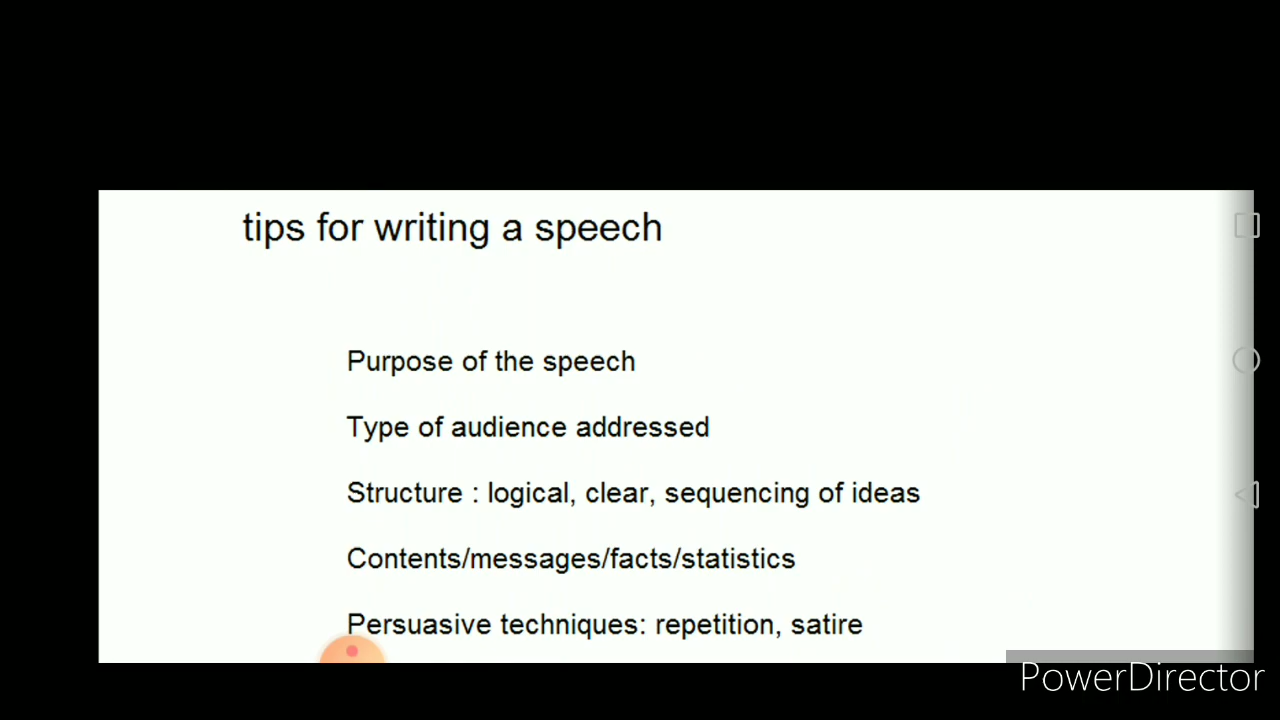 tips for writing a speech
Purpose of the speech
Type of audience addressed
Structure : logical, clear, sequencing of ideas
Contents/messages/facts/statistics
Persuasive techniques: repetition, satire
PowerDirector